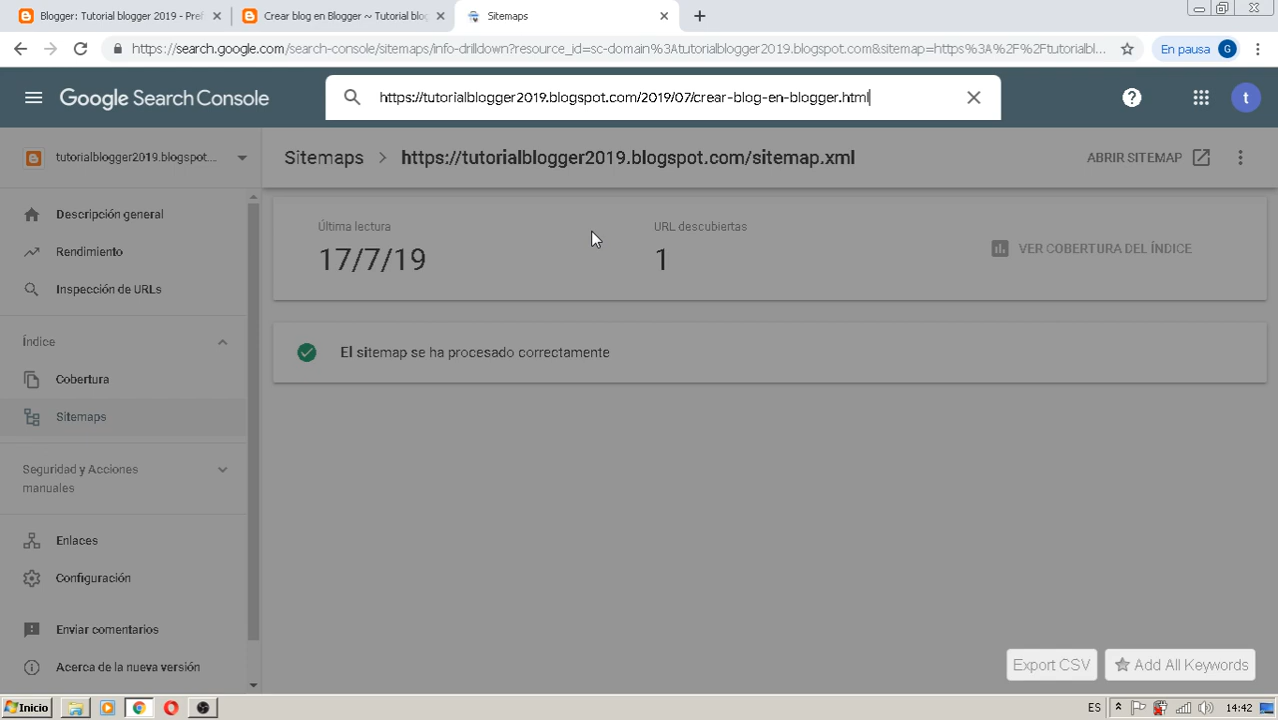 Blogger: Tutorial blogger 2019 - Pref
Crear blog en Blogger ~ Tutorial blog
Sitemaps
https://search.google.com/search-console/sitemaps/info-drilldown?resource_id=sc-domain%3Atutorialblogger2019.blogspot.com&sitemap=https%3A%2F%2Ftutorialbl...
En pausa
G
Google Search Console
https://tutorialblogger2019.blogspot.com/2019/07/crear-blog-en-blogger.html
t
tutorialblogger2019.blogspot...
Sitemaps > https://tutorialblogger2019.blogspot.com/sitemap.xml
ABRIR SITEMAP
Descripción general
Rendimiento
Inspección de URLs
Índice
Cobertura
Sitemaps
Seguridad y Acciones
manuales
Enlaces
Configuración
Enviar comentarios
Acerca de la nueva versión
Última lectura
17/7/19
URL descubiertas
1
VER COBERTURA DEL ÍNDICE
El sitemap se ha procesado correctamente
Export CSV
Add All Keywords
Inicio
ES
14:42